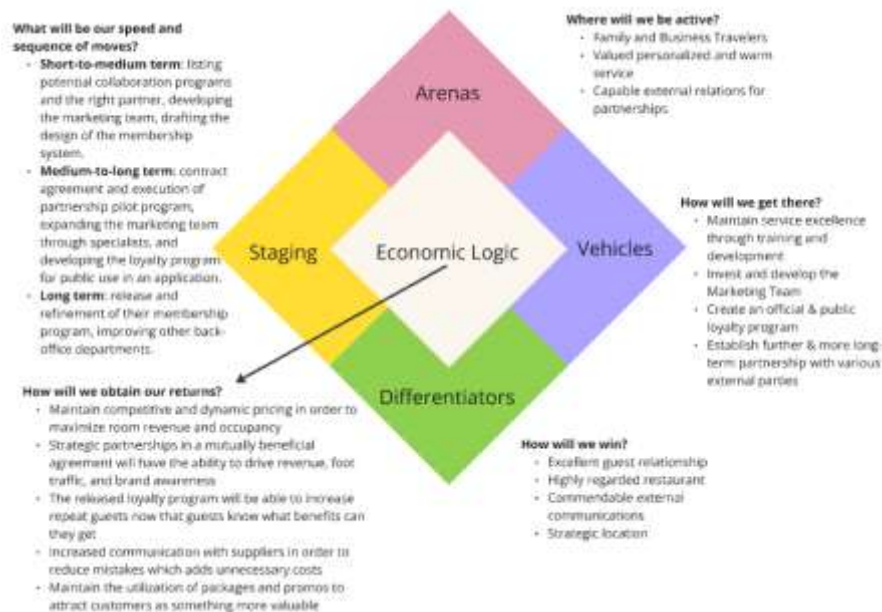 What will be our speed and
sequence of moves?
• Short-to-medium term: listing
potential collaboration programs
and the right partner, developing
the marketing team, drafting the
design of the membership
system.
• Medium-to-long term: contract
agreement and execution of
partnership pilot program,
expanding the marketing team
through specialists, and
developing the loyalty program
for public use in an application.
• Long term: release and
refinement of their membership
program, improving other back-
office departments.
Where will we be active?
• Family and Business Travelers
• Valued personalized and warm
service
• Capable external relations for
partnerships
Arenas
Staging
Economic Logic
Vehicles
Differentiators
How will we get there?
• Maintain service excellence
through training and
development
• Invest and develop the
Marketing Team
• Create an official & public
loyalty program
• Establish further & more long-
term partnership with various
external parties
How will we obtain our returns?
• Maintain competitive and dynamic pricing in order to
maximize room revenue and occupancy
• Strategic partnerships in a mutually beneficial
agreement will have the ability to drive revenue, foot
traffic, and brand awareness
• The released loyalty program will be able to increase
repeat guests now that guests know what benefits can
they get
• Increased communication with suppliers in order to
reduce mistakes which adds unnecessary costs
• Maintain the utilization of packages and promos to
attract customers as something more valuable
How will we win?
• Excellent guest relationship
• Highly regarded restaurant
• Commendable external
communications
• Strategic location